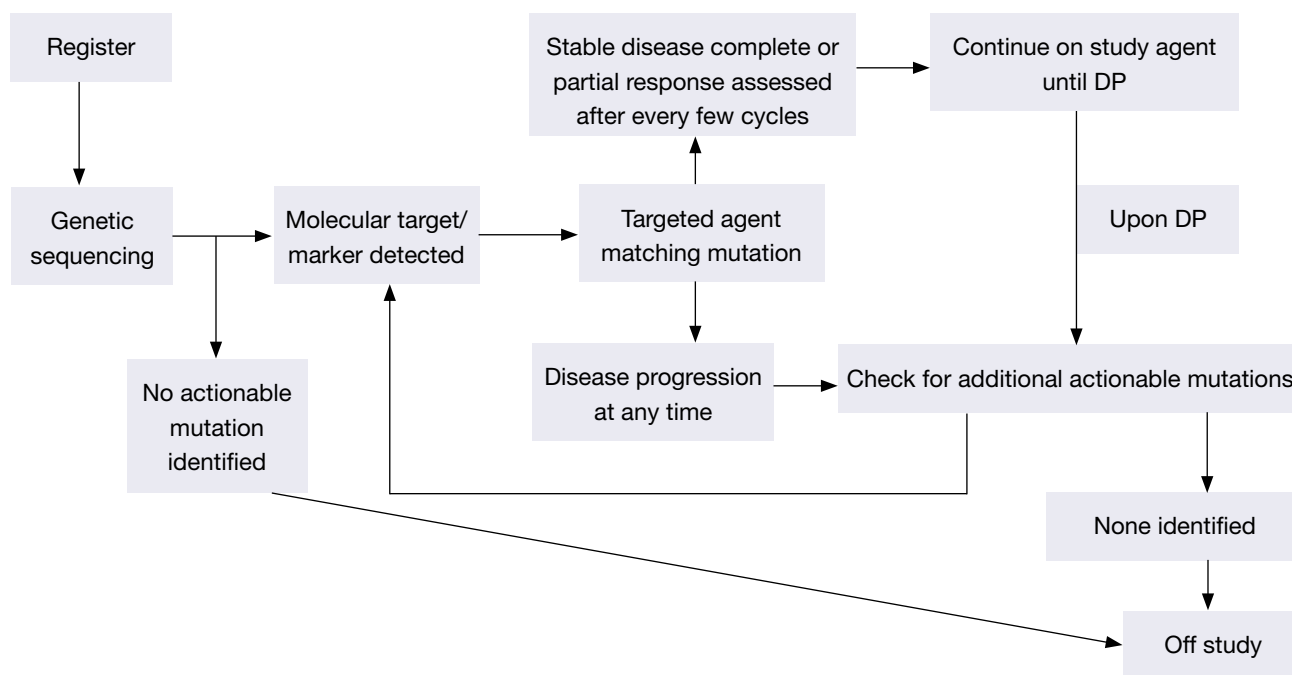 Register
Stable disease complete or
partial response assessed
after every few cycles
Continue on study agent
until DP
Genetic
sequencing
Molecular target/
marker detected
Targeted agent
matching mutation
Upon DP
No actionable
mutation
identified
Disease progression
at any time
Check for additional actionable mutations
None identified
Off study